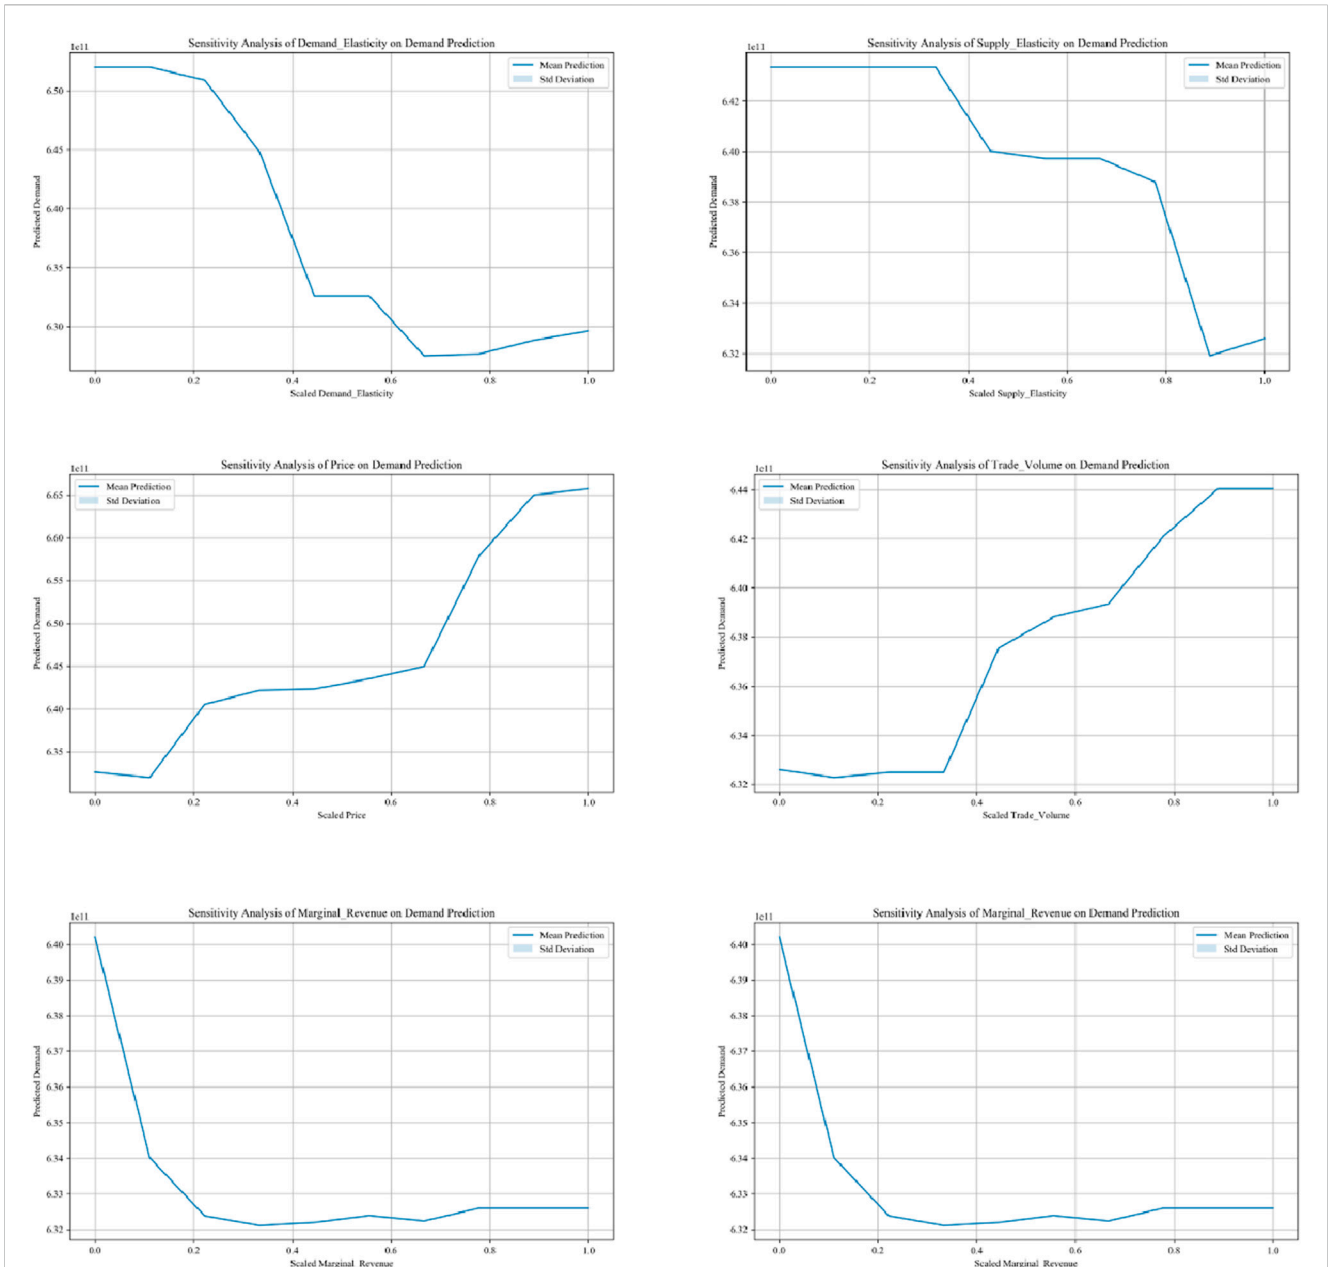 Sensitivity Analysis of Demand_Elasticity on Demand Prediction
1e11
Mean Prediction
Std Deviation
6.50
6.45
6.40
6.35
6.30
Predicted Demand
0.0 0.2 0.4 0.6 0.8 1.0
Scaled Demand_Elasticity
Sensitivity Analysis of Supply_Elasticity on Demand Prediction
1e11
Mean Prediction
Std Deviation
6.42
6.40
6.38
6.36
6.34
6.32
Predicted Demand
0.0 0.2 0.4 0.6 0.8 1.0
Scaled Supply_Elasticity
Sensitivity Analysis of Price on Demand Prediction
1e11
Mean Prediction
Std Deviation
6.65
6.60
6.55
6.50
6.45
6.40
6.35
Predicted Demand
0.0 0.2 0.4 0.6 0.8 1.0
Scaled Price
Sensitivity Analysis of Trade_Volume on Demand Prediction
1e11
Mean Prediction
Std Deviation
6.44
6.42
6.40
6.38
6.36
6.34
6.32
Predicted Demand
0.0 0.2 0.4 0.6 0.8 1.0
Scaled Trade_Volume
Sensitivity Analysis of Marginal_Revenue on Demand Prediction
1e11
Mean Prediction
Std Deviation
6.40
6.39
6.38
6.37
6.36
6.35
6.34
6.33
6.32
Predicted Demand
0.0 0.2 0.4 0.6 0.8 1.0
Scaled Marginal_Revenue
Sensitivity Analysis of Marginal_Revenue on Demand Prediction
1e11
Mean Prediction
Std Deviation
6.40
6.39
6.38
6.37
6.36
6.35
6.34
6.33
6.32
Predicted Demand
0.0 0.2 0.4 0.6 0.8 1.0
Scaled Marginal_Revenue